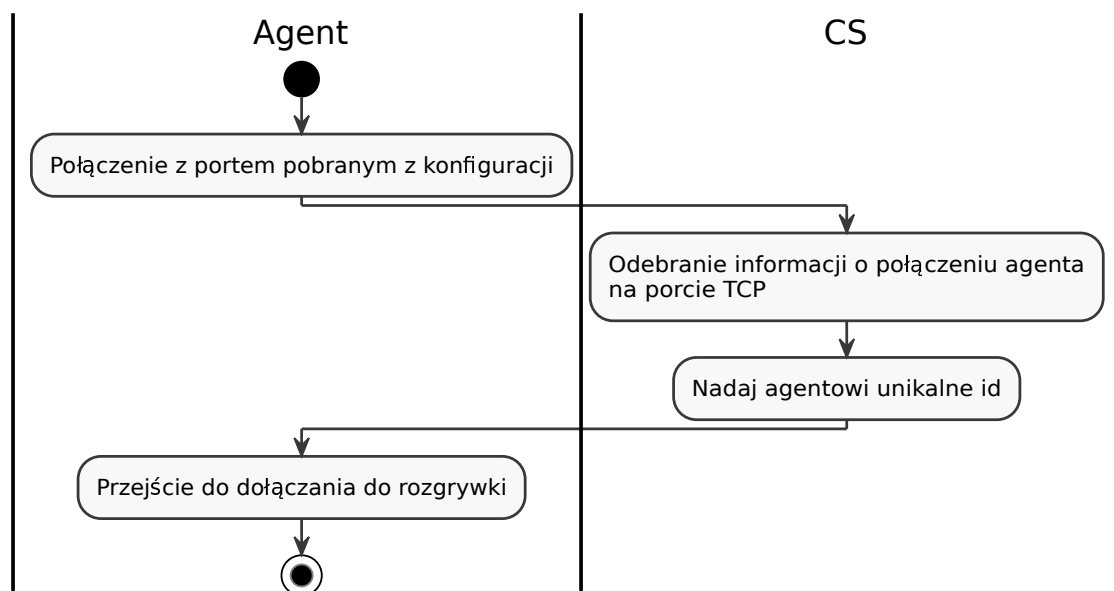 Agent
CS
Połączenie z portem pobranym z konfiguracji
Odebranie informacji o połączeniu agenta
na porcie TCP
Nadaj agentowi unikalne id
Przejście do dołączania do rozgrywki